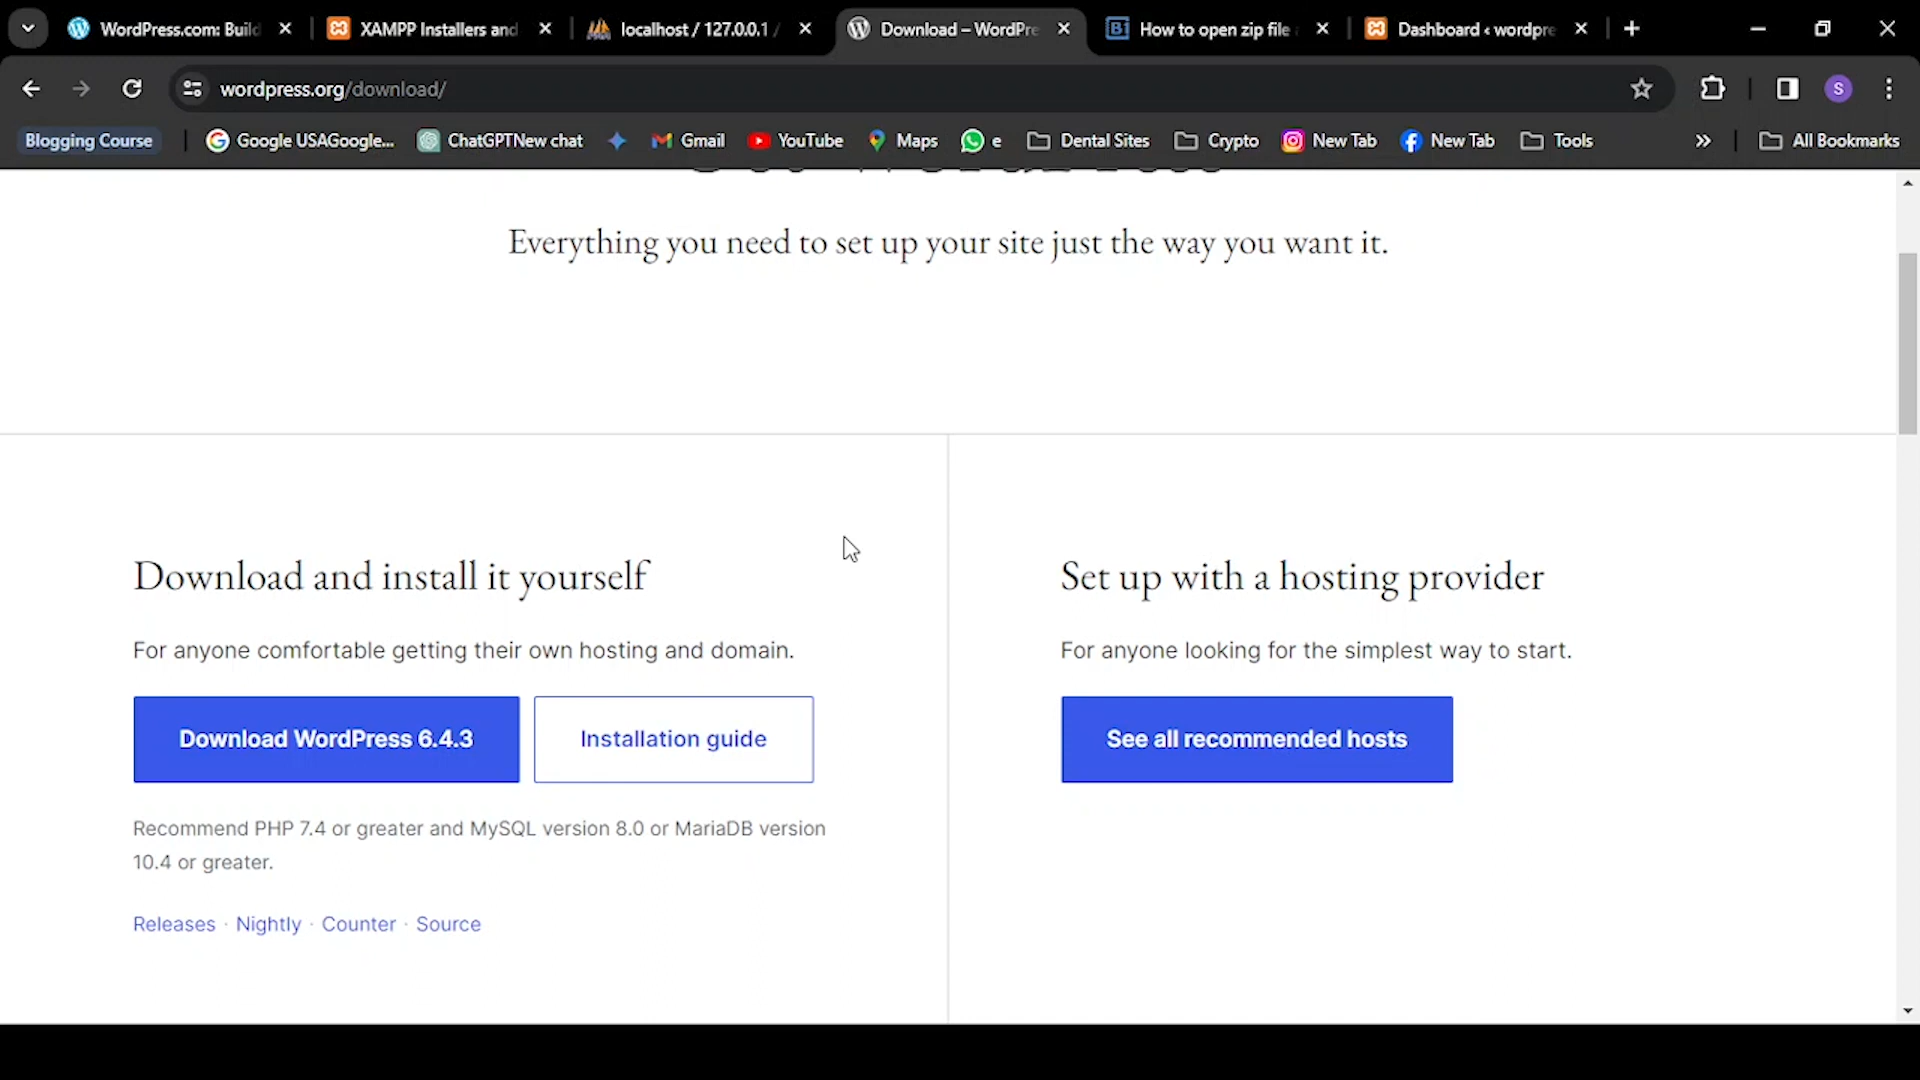 WordPress.com: Build
XAMPP Installers and
localhost / 127.0.0.1 /
Download – WordPre
How to open zip file
Dashboard ‹ wordpre
wordpress.org/download/
Blogging Course
Google USAGoogle...
ChatGPTNew chat
Gmail
YouTube
Maps
e
Dental Sites
Crypto
New Tab
New Tab
Tools
»
All Bookmarks
S
Everything you need to set up your site just the way you want it.
Download and install it yourself
For anyone comfortable getting their own hosting and domain.
Download WordPress 6.4.3
Installation guide
Recommend PHP 7.4 or greater and MySQL version 8.0 or MariaDB version
10.4 or greater.
Releases · Nightly · Counter · Source
Set up with a hosting provider
For anyone looking for the simplest way to start.
See all recommended hosts